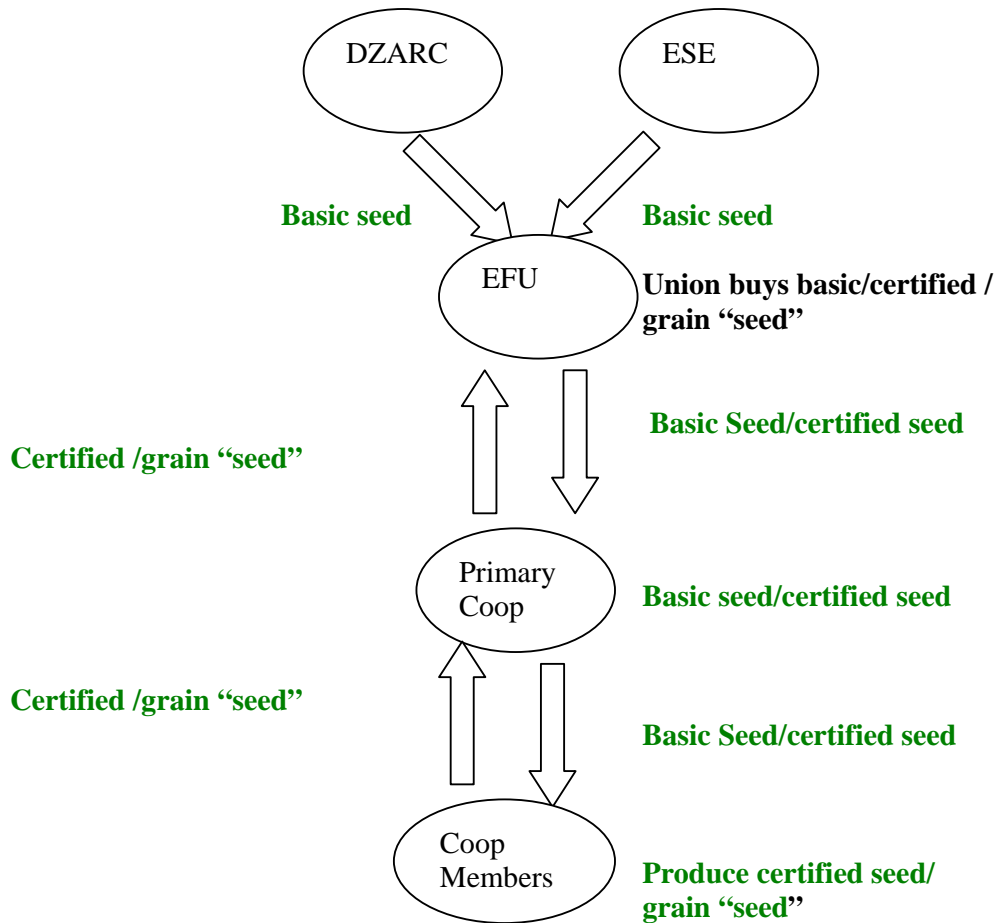 DZARC
ESE
Basic seed
Basic seed
EFU
Union buys basic/certified /
grain “seed”
Basic Seed/certified seed
Certified /grain “seed”
Primary
Coop
Basic seed/certified seed
Certified /grain “seed”
Basic Seed/certified seed
Coop
Members
Produce certified seed/
grain “seed”